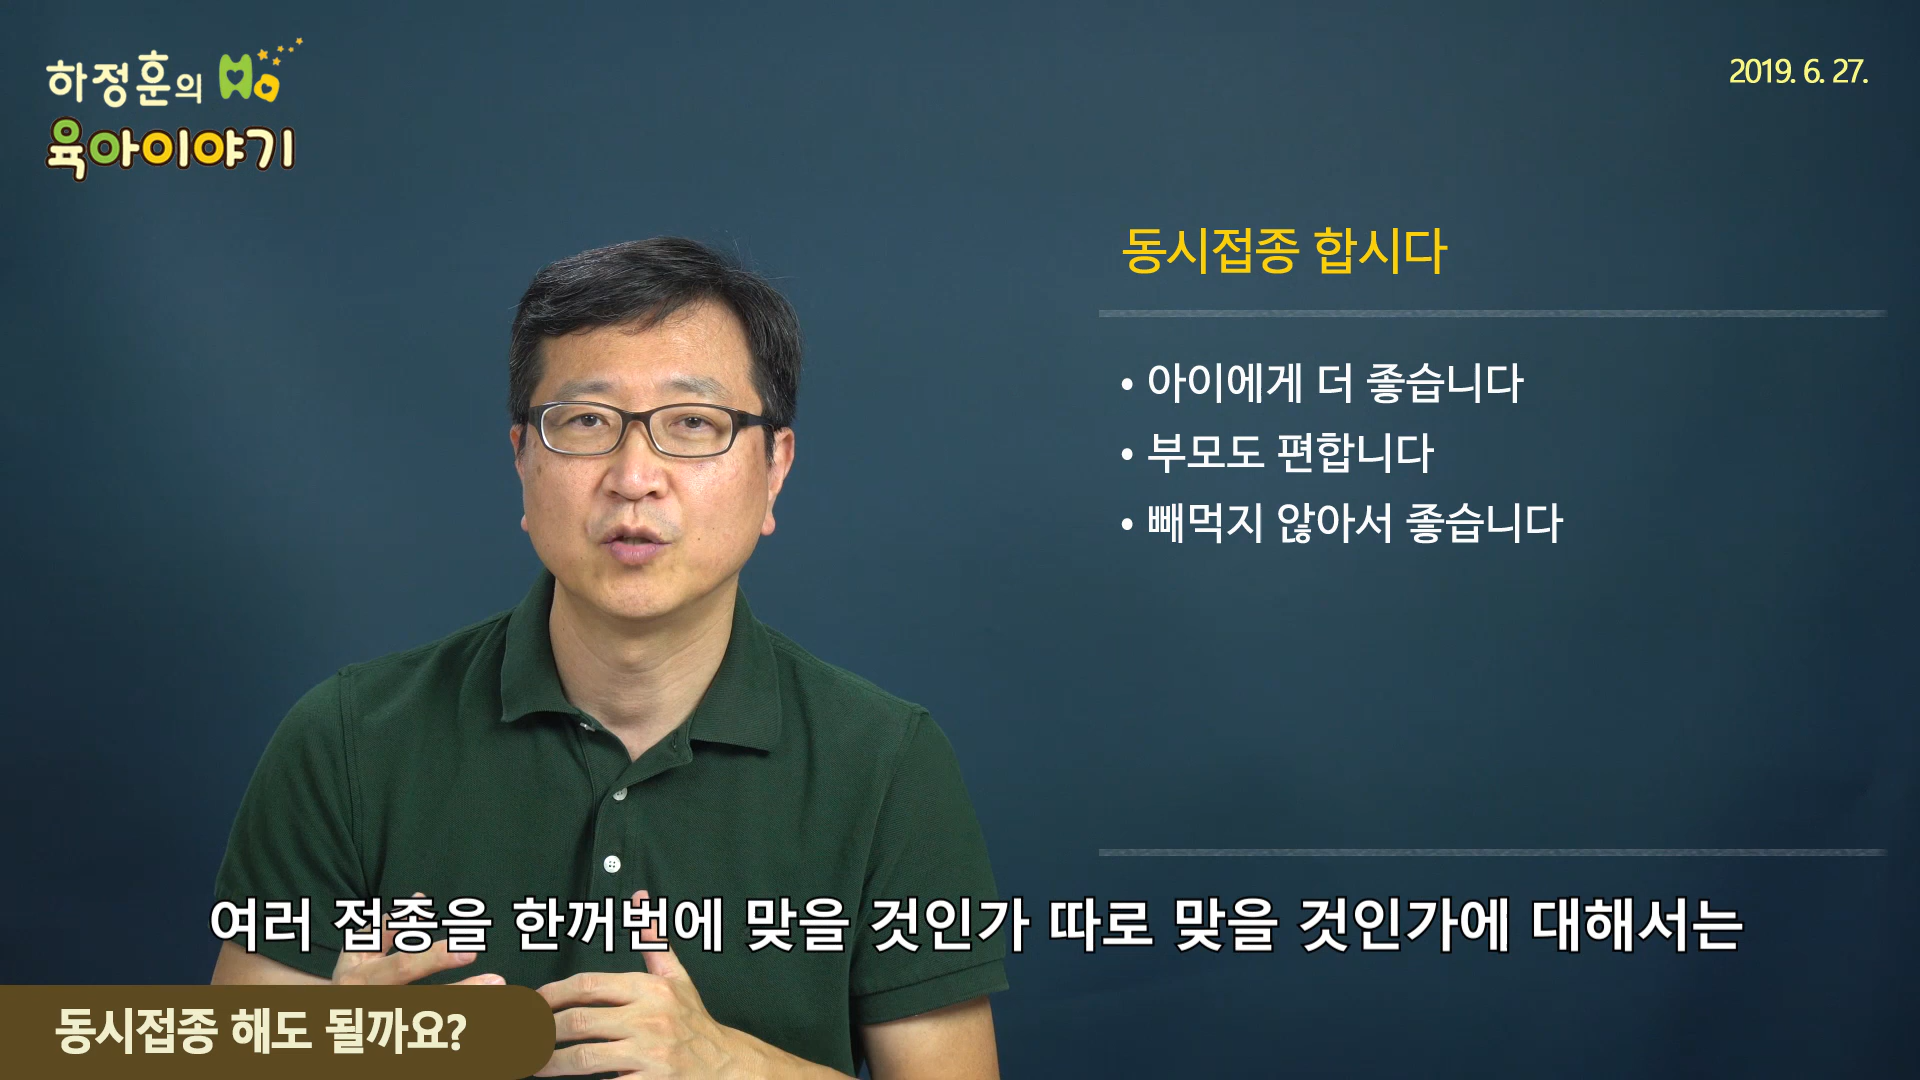 하정훈의
육아이야기
2019. 6. 27.
동시접종 합시다
• 아이에게 더 좋습니다
• 부모도 편합니다
• 빼먹지 않아서 좋습니다
여러 접종을 한꺼번에 맞을 것인가 따로 맞을 것인가에 대해서는
동시접종 해도 될까요?